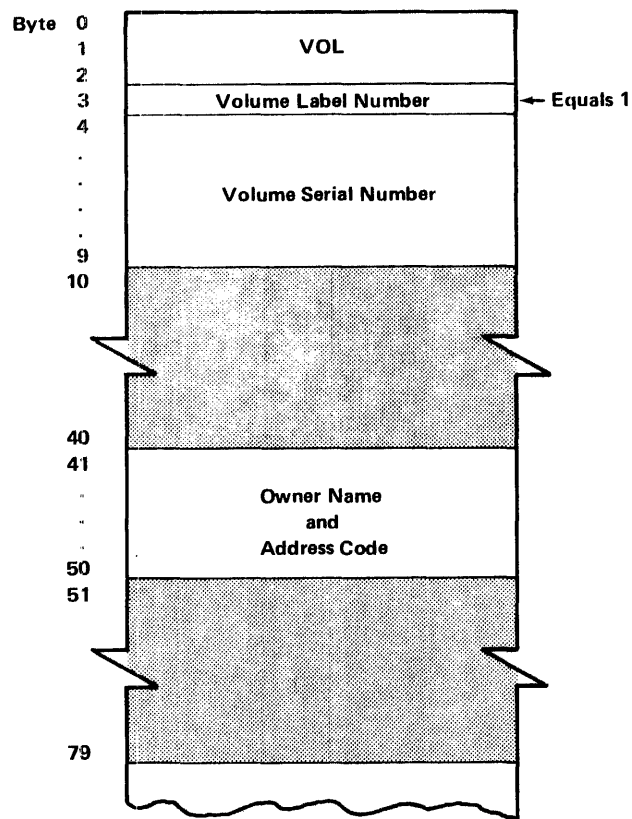 Byte 0
1
VOL
2
3 Volume Label Number ← Equals 1
4
.
.
.
.
Volume Serial Number
9
10
40
41
Owner Name
and
Address Code
50
51
79